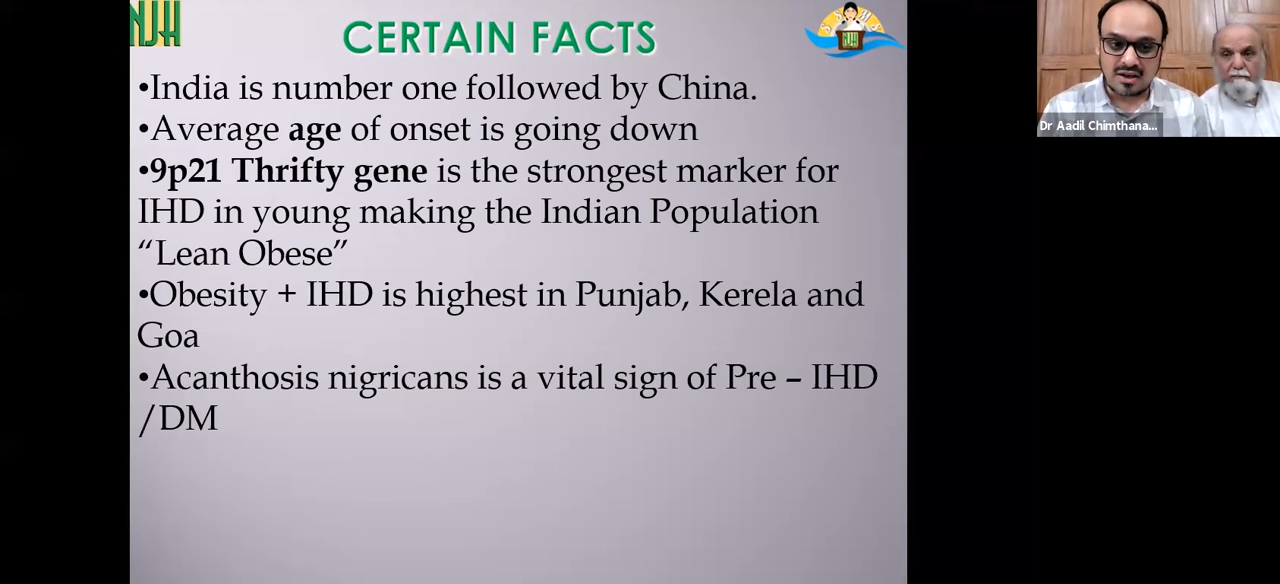 NJH
CERTAIN FACTS
•India is number one followed by China.
•Average age of onset is going down
•9p21 Thrifty gene is the strongest marker for
IHD in young making the Indian Population
“Lean Obese”
•Obesity + IHD is highest in Punjab, Kerela and
Goa
•Acanthosis nigricans is a vital sign of Pre – IHD
/DM
SSMS
NJH
Dr Aadil Chimthana...